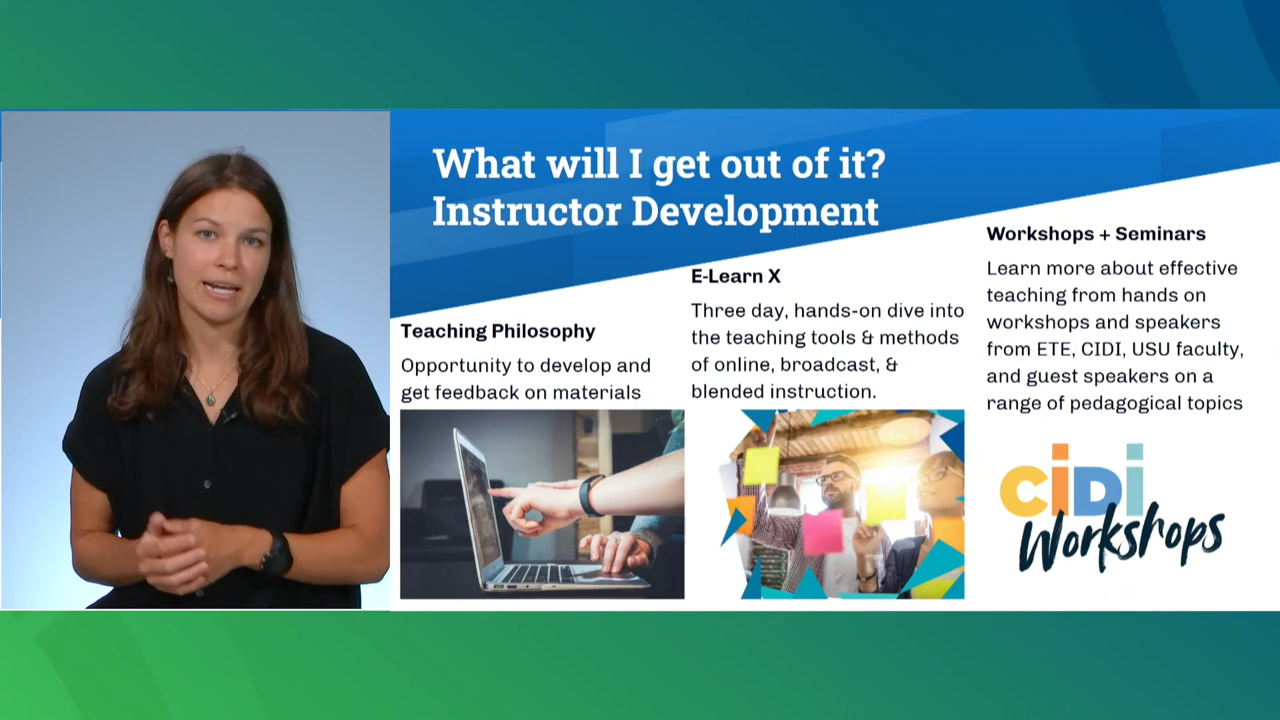 What will I get out of it?
Instructor Development
Teaching Philosophy
Opportunity to develop and
get feedback on materials
E-Learn X
Three day, hands-on dive into
the teaching tools & methods
of online, broadcast, &
blended instruction.
Workshops + Seminars
Learn more about effective
teaching from hands on
workshops and speakers
from ETE, CIDI, USU faculty,
and guest speakers on a
range of pedagogical topics
CiDi
Workshops